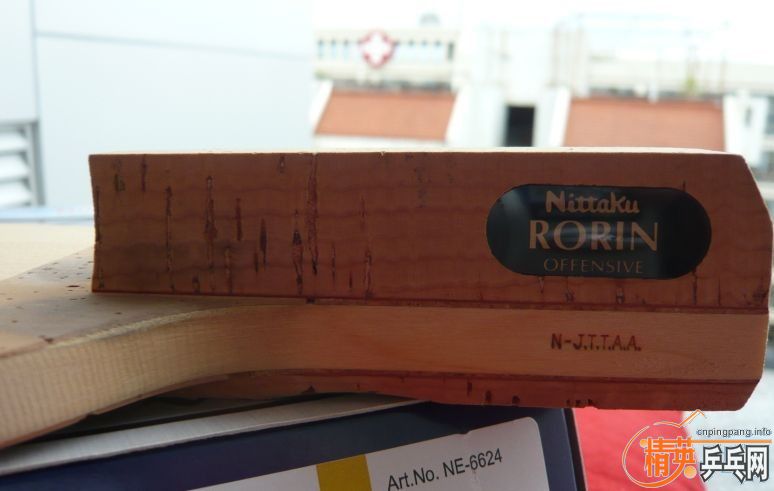 Nittaku
RORIN
OFFENSIVE
N-J.T.T.A.A.
Art.No. NE-6624
cnpingpang.info
精英乒乓网